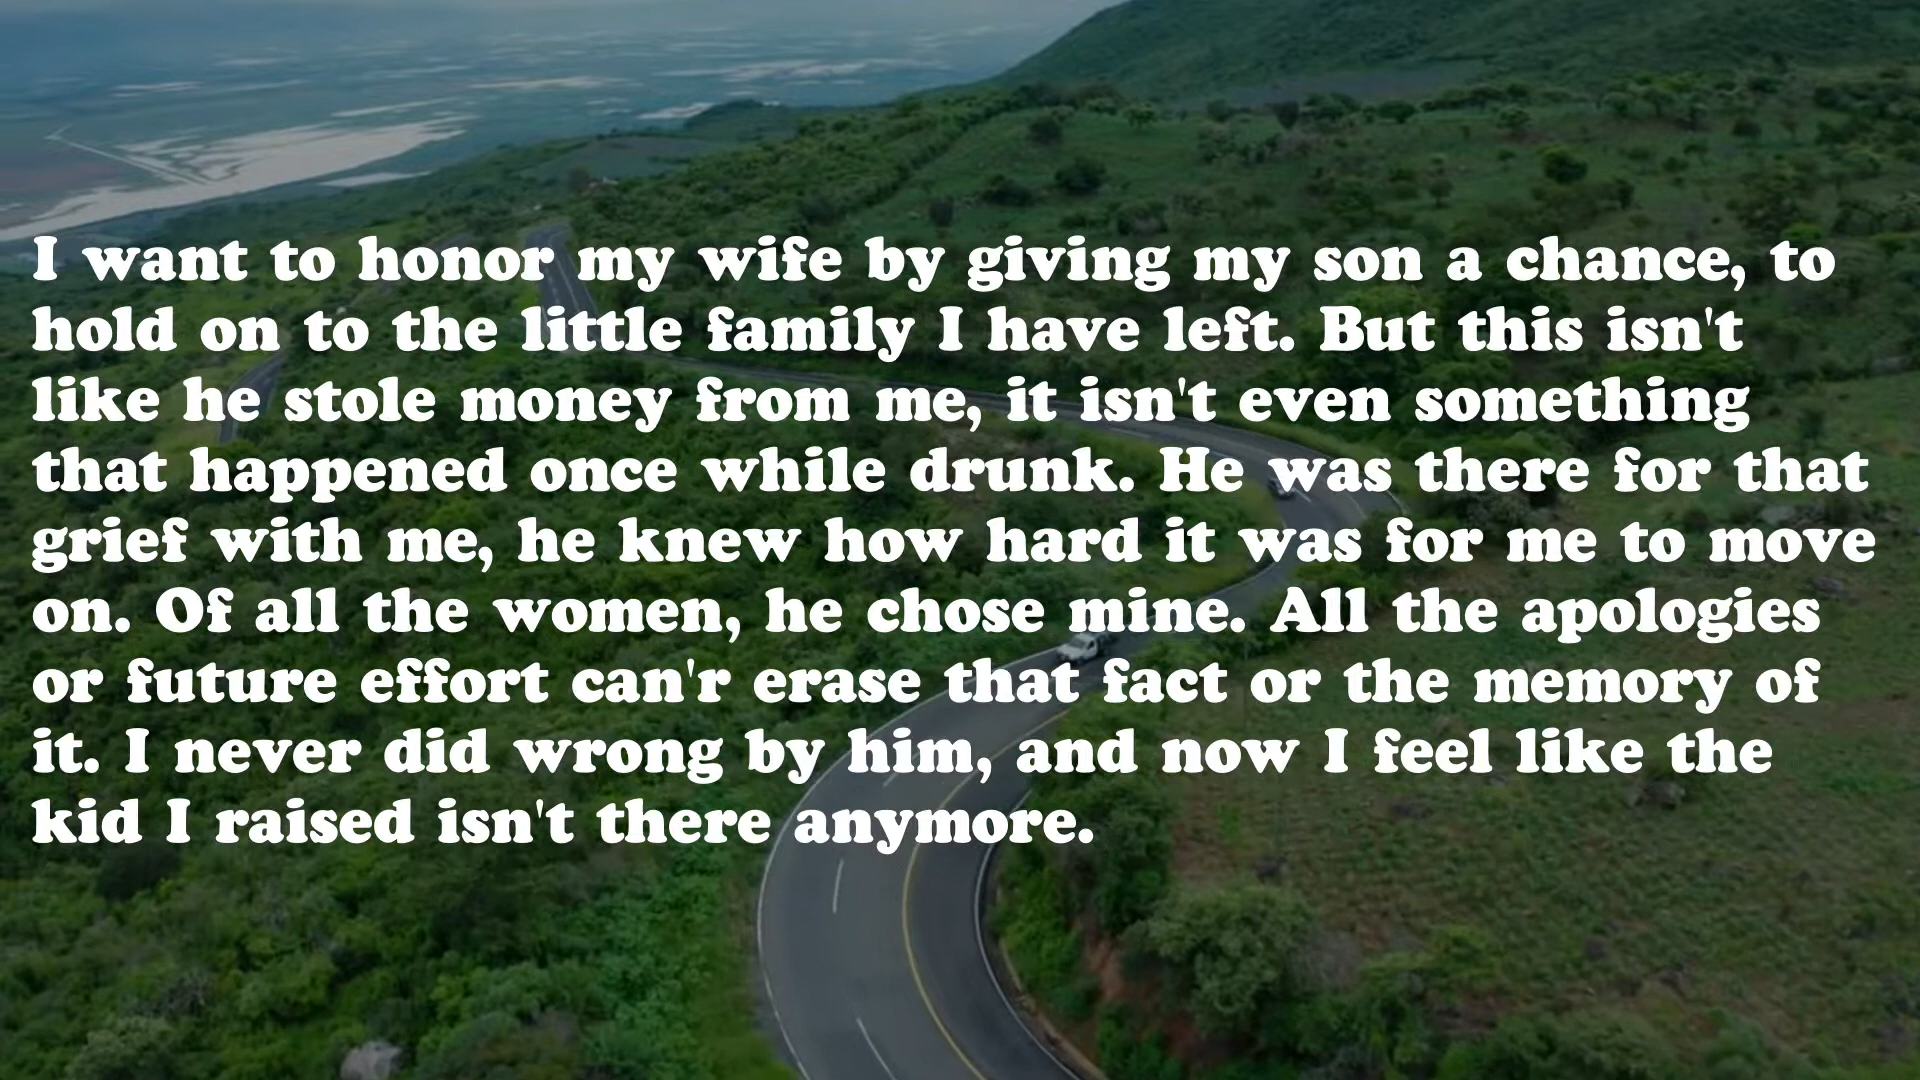 I want to honor my wife by giving my son a chance, to
hold on to the little family I have left. But this isn't
like he stole money from me, it isn't even something
that happened once while drunk. He was there for that
grief with me, he knew how hard it was for me to move
on. Of all the women, he chose mine. All the apologies
or future effort can'r erase that fact or the memory of
it. I never did wrong by him, and now I feel like the
kid I raised isn't there anymore.